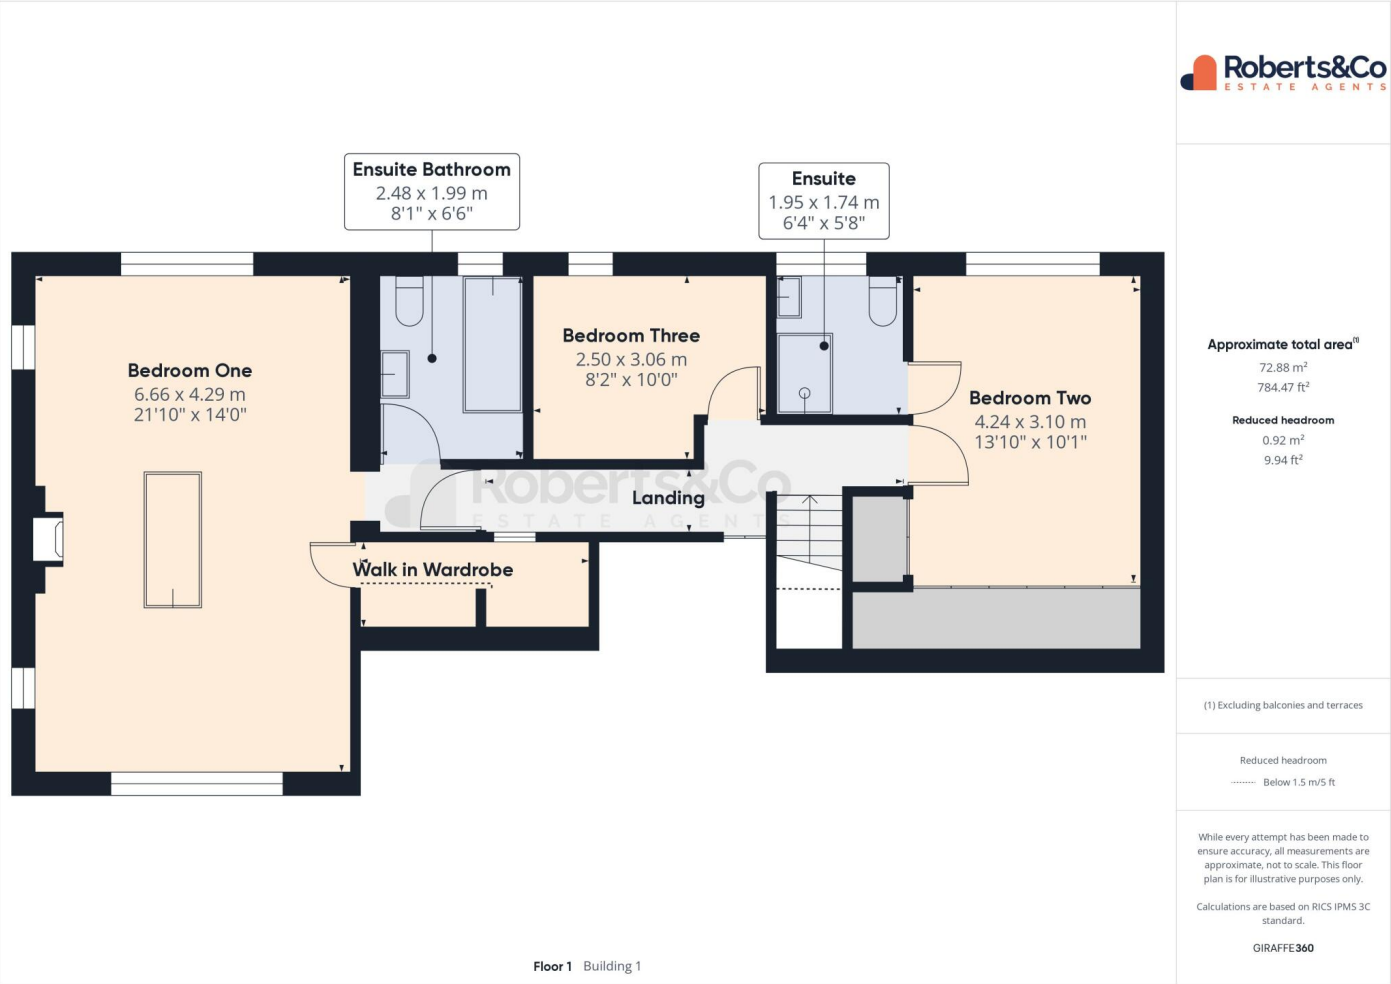 Roberts&Co
ESTATE AGENTS
Ensuite Bathroom
2.48 x 1.99 m
8'1" x 6'6"
Ensuite
1.95 x 1.74 m
6'4" x 5'8"
Bedroom One
6.66 x 4.29 m
21'10" x 14'0"
Bedroom Three
2.50 x 3.06 m
8'2" x 10'0"
Bedroom Two
4.24 x 3.10 m
13'10" x 10'1"
Roberts&Co
ESTATE AGENTS
Landing
Walk in Wardrobe
Floor 1 Building 1
Approximate total area(1)
72.88 m²
784.47 ft²
Reduced headroom
0.92 m²
9.94 ft²
(1) Excluding balconies and terraces
Reduced headroom
Below 1.5 m/5 ft
While every attempt has been made to
ensure accuracy, all measurements are
approximate, not to scale. This floor
plan is for illustrative purposes only.
Calculations are based on RICS IPMS 3C
standard.
GIRAFFE360